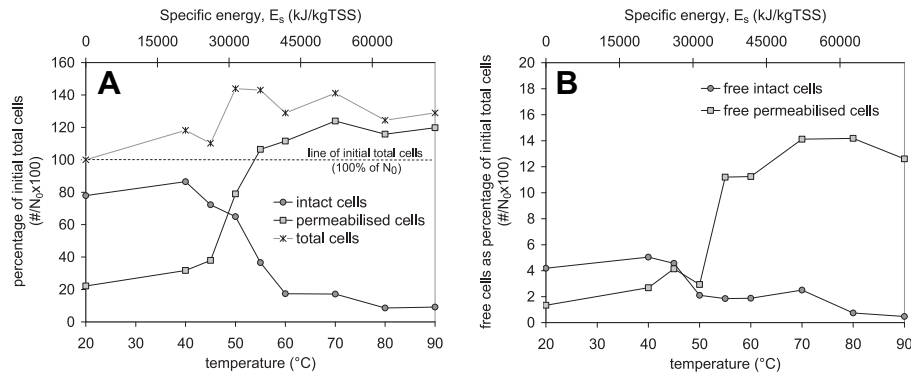 Specific energy, Es (kJ/kgTSS)
0 15000 30000 45000 60000
A
160
140
120
100
80
60
40
20
0
percentage of initial total cells
(#/N0x100)
line of initial total cells
(100% of N0)
intact cells
permeabilised cells
total cells
20 30 40 50 60 70 80 90
temperature (°C)
Specific energy, Es (kJ/kgTSS)
0 15000 30000 45000 60000
B
20
18
16
14
12
10
8
6
4
2
0
free cells as percentage of initial total cells
(#/N0x100)
free intact cells
free permeabilised cells
20 30 40 50 60 70 80 90
temperature (°C)